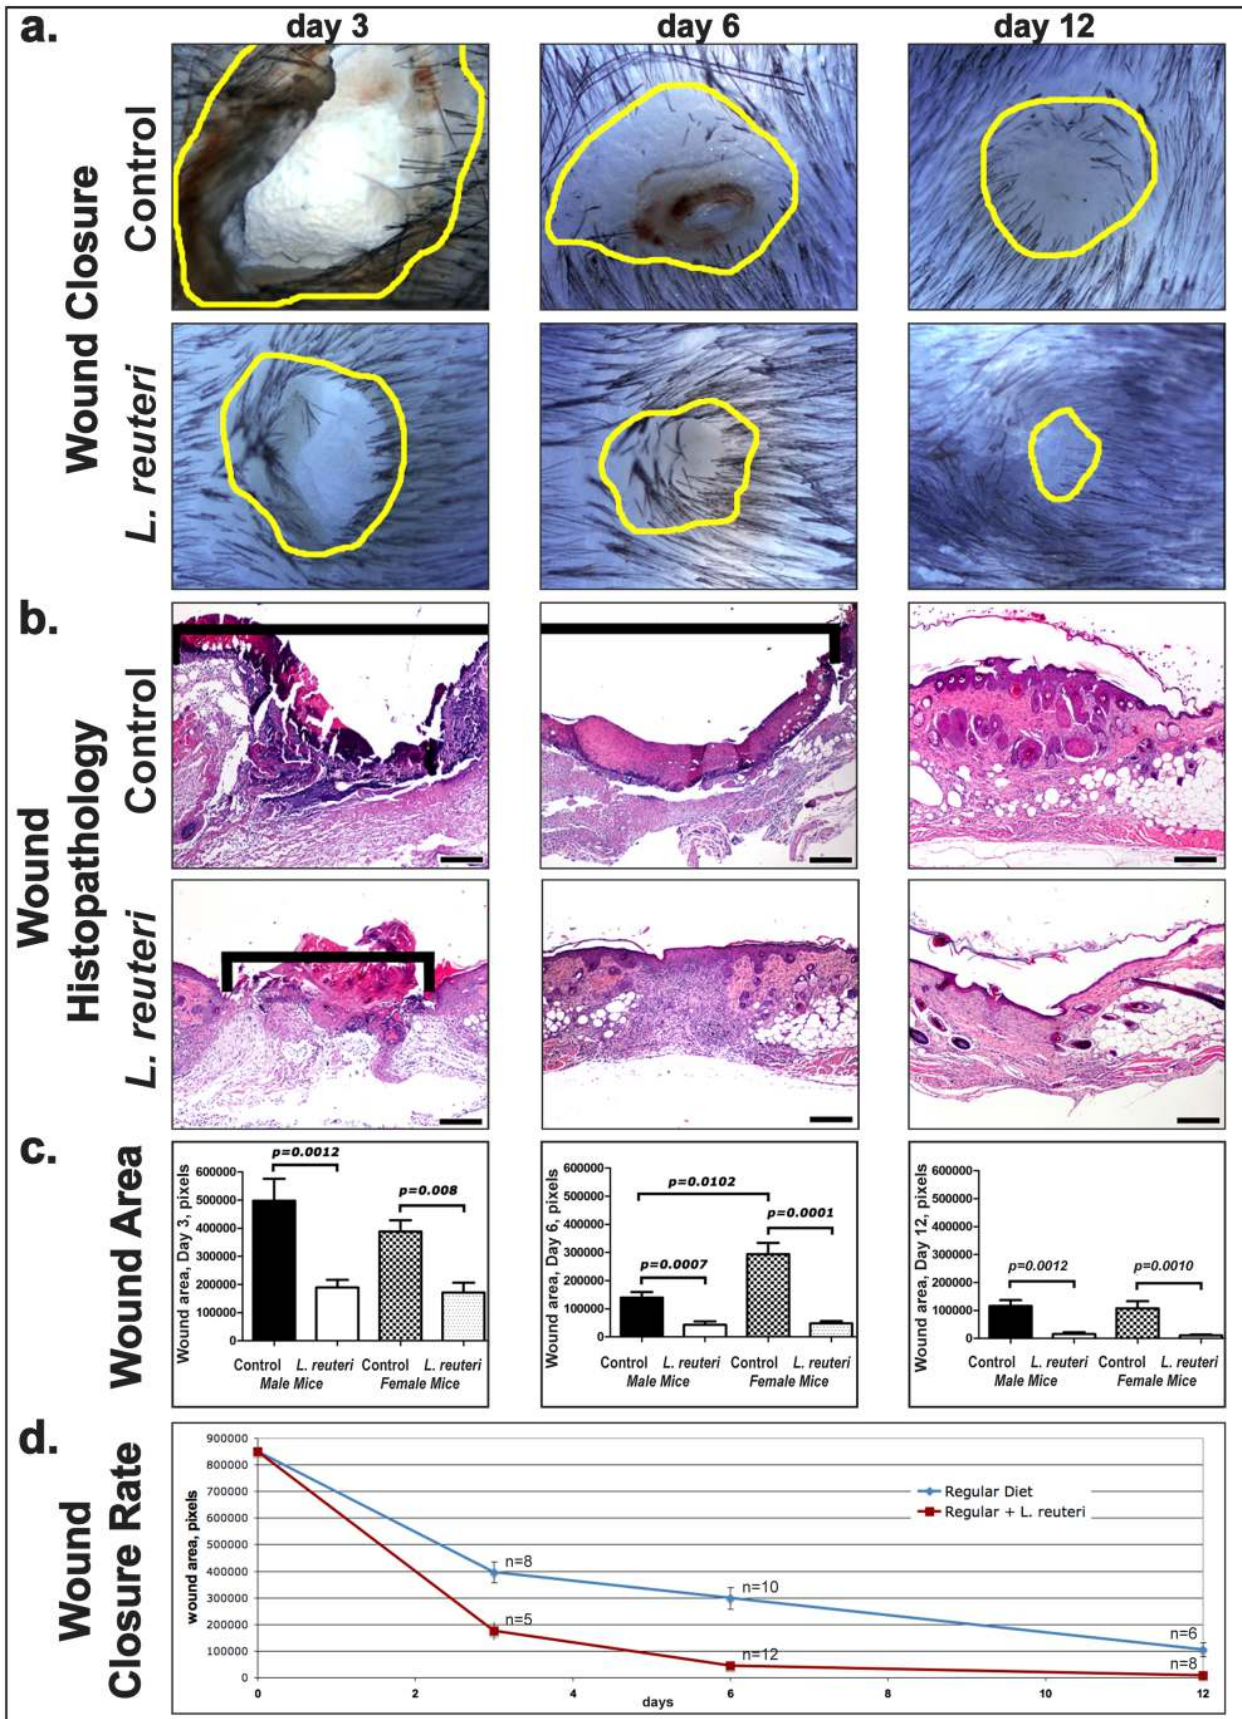 a.
day 3
day 6
day 12
Wound Closure
Control
L. reuteri
b.
Wound
Histopathology
Control
L. reuteri
c.
Wound Area
Wound area, Day 3, pixels
600000
500000
400000
300000
200000
100000
0
p=0.0012
p=0.008
Control L. reuteri Control L. reuteri
Male Mice Female Mice
Wound area, Day 6, pixels
600000
500000
400000
300000
200000
100000
0
p=0.0102
p=0.0001
p=0.0007
Control L. reuteri Control L. reuteri
Male Mice Female Mice
Wound area, Day 12, pixels
600000
500000
400000
300000
200000
100000
0
p=0.0012
p=0.0010
Control L. reuteri Control L. reuteri
Male Mice Female Mice
d.
Wound
Closure Rate
wound area, pixels
900000
800000
700000
600000
500000
400000
300000
200000
100000
0
Regular Diet
Regular + L. reuteri
n=8
n=10
n=6
n=5
n=12
n=8
0 2 4 6 8 10 12
days